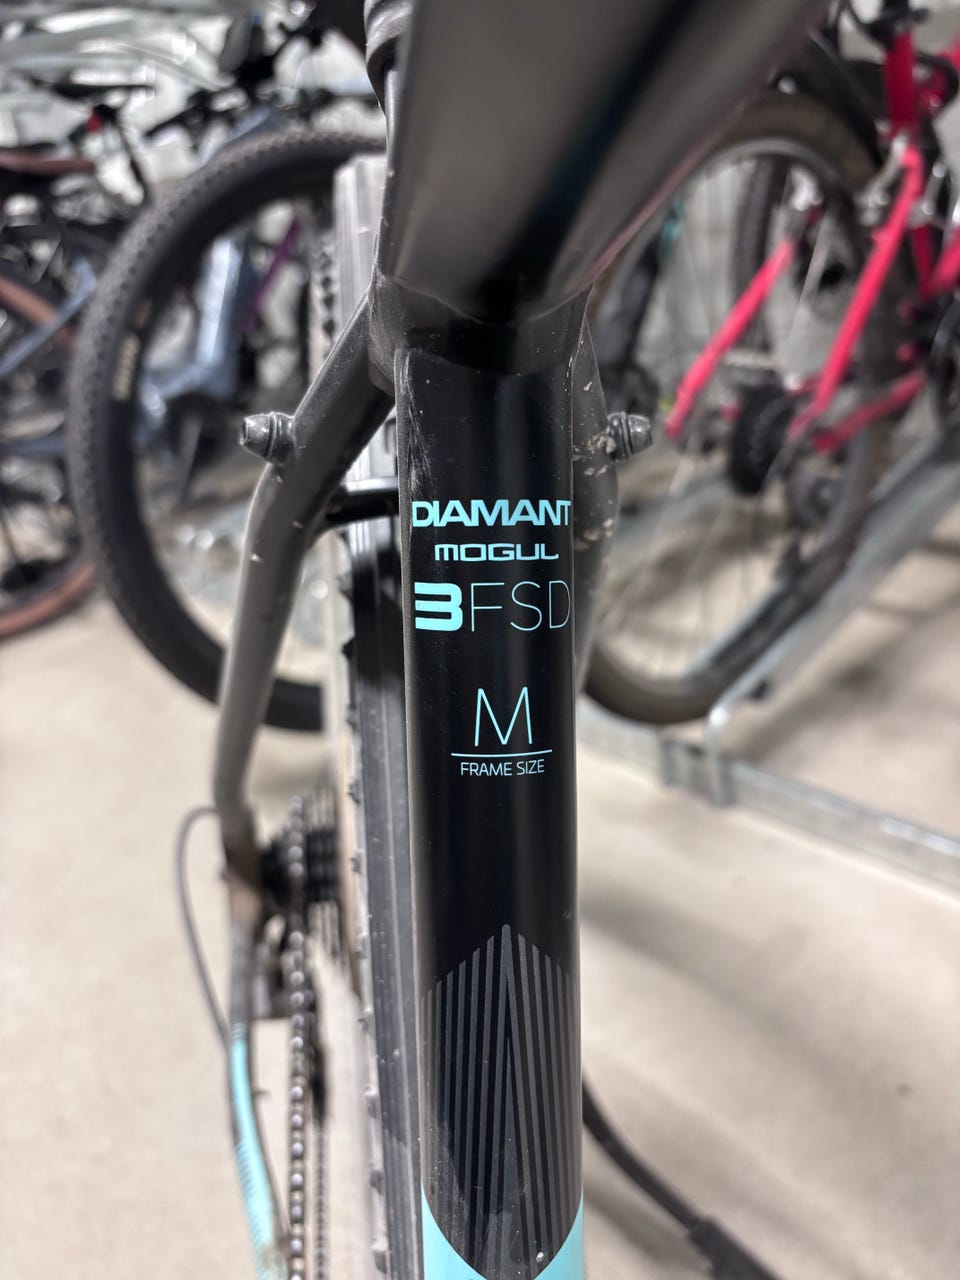 DIAMANT
MOGUL
3FSD
M
FRAME SIZE